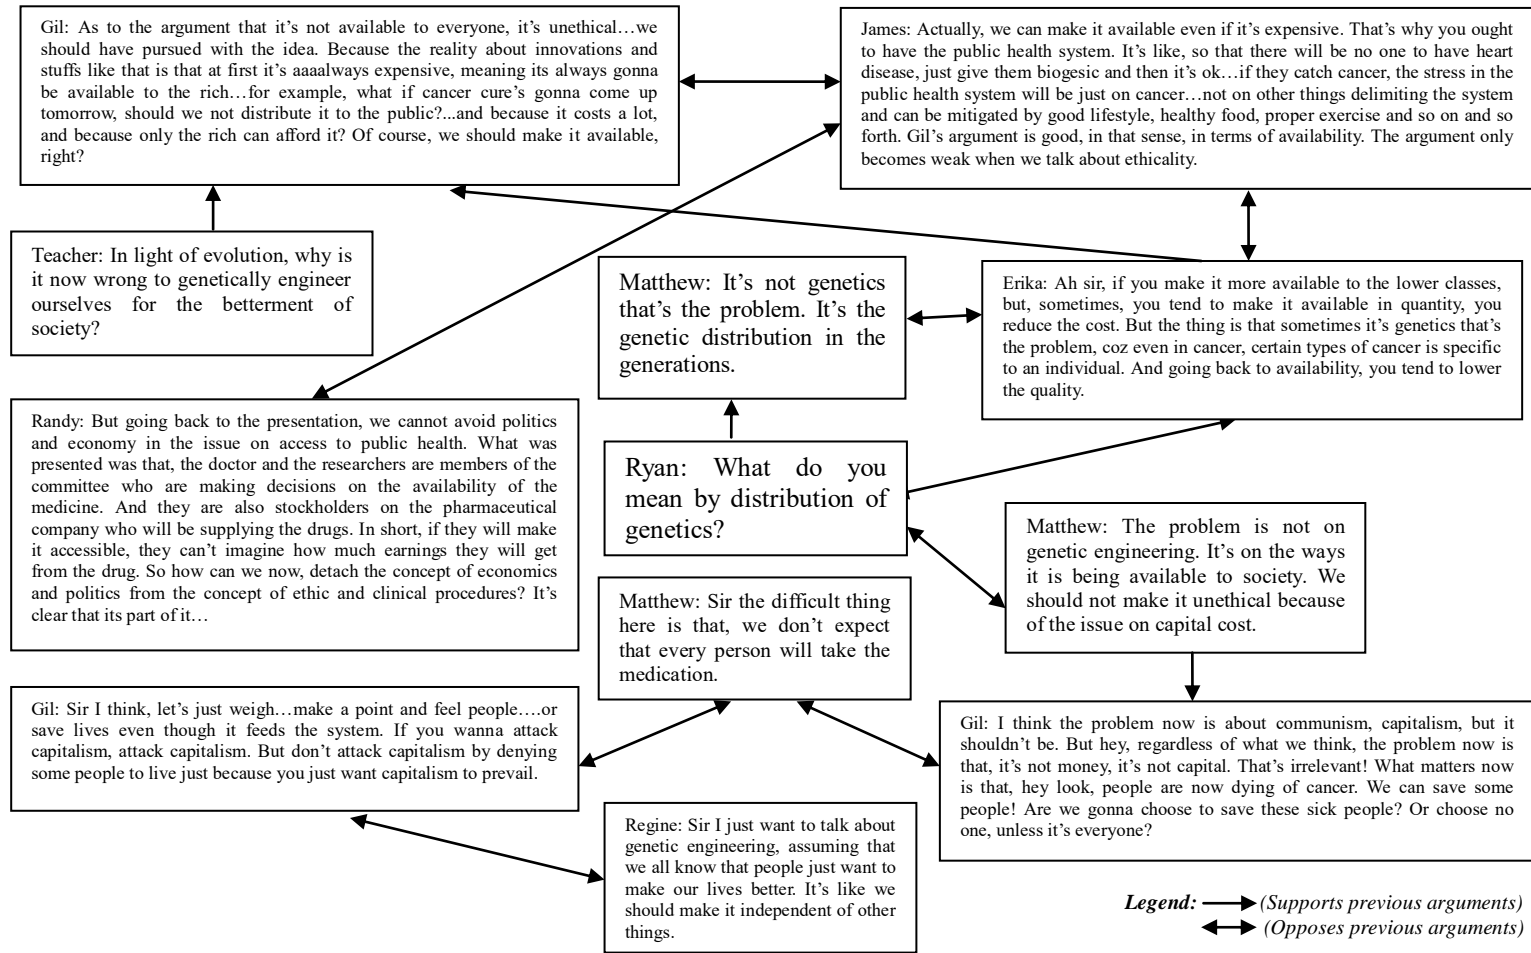 Gil: As to the argument that it's not available to everyone, it's unethical…we
should have pursued with the idea. Because the reality about innovations and
stuffs like that is that at first it's aaaalways expensive, meaning its always gonna
be available to the rich…for example, what if cancer cure's gonna come up
tomorrow, should we not distribute it to the public?...and because it costs a lot,
and because only the rich can afford it? Of course, we should make it available,
right?
James: Actually, we can make it available even if it's expensive. That's why you ought
to have the public health system. It's like, so that there will be no one to have heart
disease, just give them biogesic and then it's ok…if they catch cancer, the stress in the
public health system will be just on cancer…not on other things delimiting the system
and can be mitigated by good lifestyle, healthy food, proper exercise and so on and so
forth. Gil's argument is good, in that sense, in terms of availability. The argument only
becomes weak when we talk about ethicality.
Teacher: In light of evolution, why is
it now wrong to genetically engineer
ourselves for the betterment of
society?
Matthew: It's not genetics
that's the problem. It's the
genetic distribution in the
generations.
Erika: Ah sir, if you make it more available to the lower classes,
but, sometimes, you tend to make it available in quantity, you
reduce the cost. But the thing is that sometimes it's genetics that's
the problem, coz even in cancer, certain types of cancer is specific
to an individual. And going back to availability, you tend to lower
the quality.
Randy: But going back to the presentation, we cannot avoid politics
and economy in the issue on access to public health. What was
presented was that, the doctor and the researchers are members of the
committee who are making decisions on the availability of the
medicine. And they are also stockholders on the pharmaceutical
company who will be supplying the drugs. In short, if they will make
it accessible, they can't imagine how much earnings they will get
from the drug. So how can we now, detach the concept of economics
and politics from the concept of ethic and clinical procedures? It's
clear that its part of it…
Ryan: What do you
mean by distribution of
genetics?
Matthew: The problem is not on
genetic engineering. It's on the ways
it is being available to society. We
should not make it unethical because
of the issue on capital cost.
Matthew: Sir the difficult thing
here is that, we don't expect
that every person will take the
medication.
Gil: Sir I think, let's just weigh…make a point and feel people….or
save lives even though it feeds the system. If you wanna attack
capitalism, attack capitalism. But don't attack capitalism by denying
some people to live just because you just want capitalism to prevail.
Gil: I think the problem now is about communism, capitalism, but it
shouldn't be. But hey, regardless of what we think, the problem now is
that, it's not money, it's not capital. That's irrelevant! What matters now
is that, hey look, people are now dying of cancer. We can save some
people! Are we gonna choose to save these sick people? Or choose no
one, unless it's everyone?
Regine: Sir I just want to talk about
genetic engineering, assuming that
we all know that people just want to
make our lives better. It's like we
should make it independent of other
things.
Legend: (Supports previous arguments)
(Opposes previous arguments)